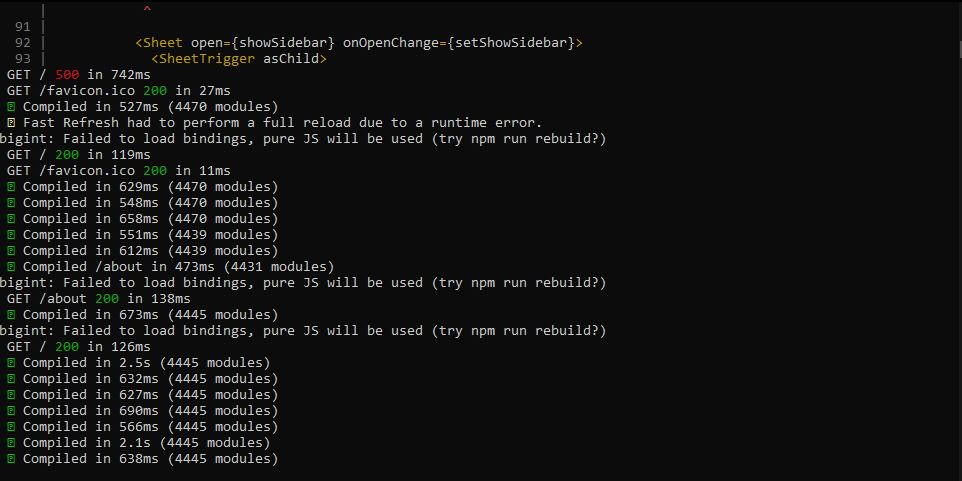 |            ^
91 |
92 |           <Sheet open={showSidebar} onOpenChange={setShowSidebar}>
93 |             <SheetTrigger asChild>
GET / 500 in 742ms
GET /favicon.ico 200 in 27ms
Compiled in 527ms (4470 modules)
Fast Refresh had to perform a full reload due to a runtime error.
bigint: Failed to load bindings, pure JS will be used (try npm run rebuild?)
GET / 200 in 119ms
GET /favicon.ico 200 in 11ms
Compiled in 629ms (4470 modules)
Compiled in 548ms (4470 modules)
Compiled in 658ms (4470 modules)
Compiled in 551ms (4439 modules)
Compiled in 612ms (4439 modules)
Compiled /about in 473ms (4431 modules)
bigint: Failed to load bindings, pure JS will be used (try npm run rebuild?)
GET /about 200 in 138ms
Compiled in 673ms (4445 modules)
bigint: Failed to load bindings, pure JS will be used (try npm run rebuild?)
GET / 200 in 126ms
Compiled in 2.5s (4445 modules)
Compiled in 632ms (4445 modules)
Compiled in 627ms (4445 modules)
Compiled in 690ms (4445 modules)
Compiled in 566ms (4445 modules)
Compiled in 2.1s (4445 modules)
Compiled in 638ms (4445 modules)